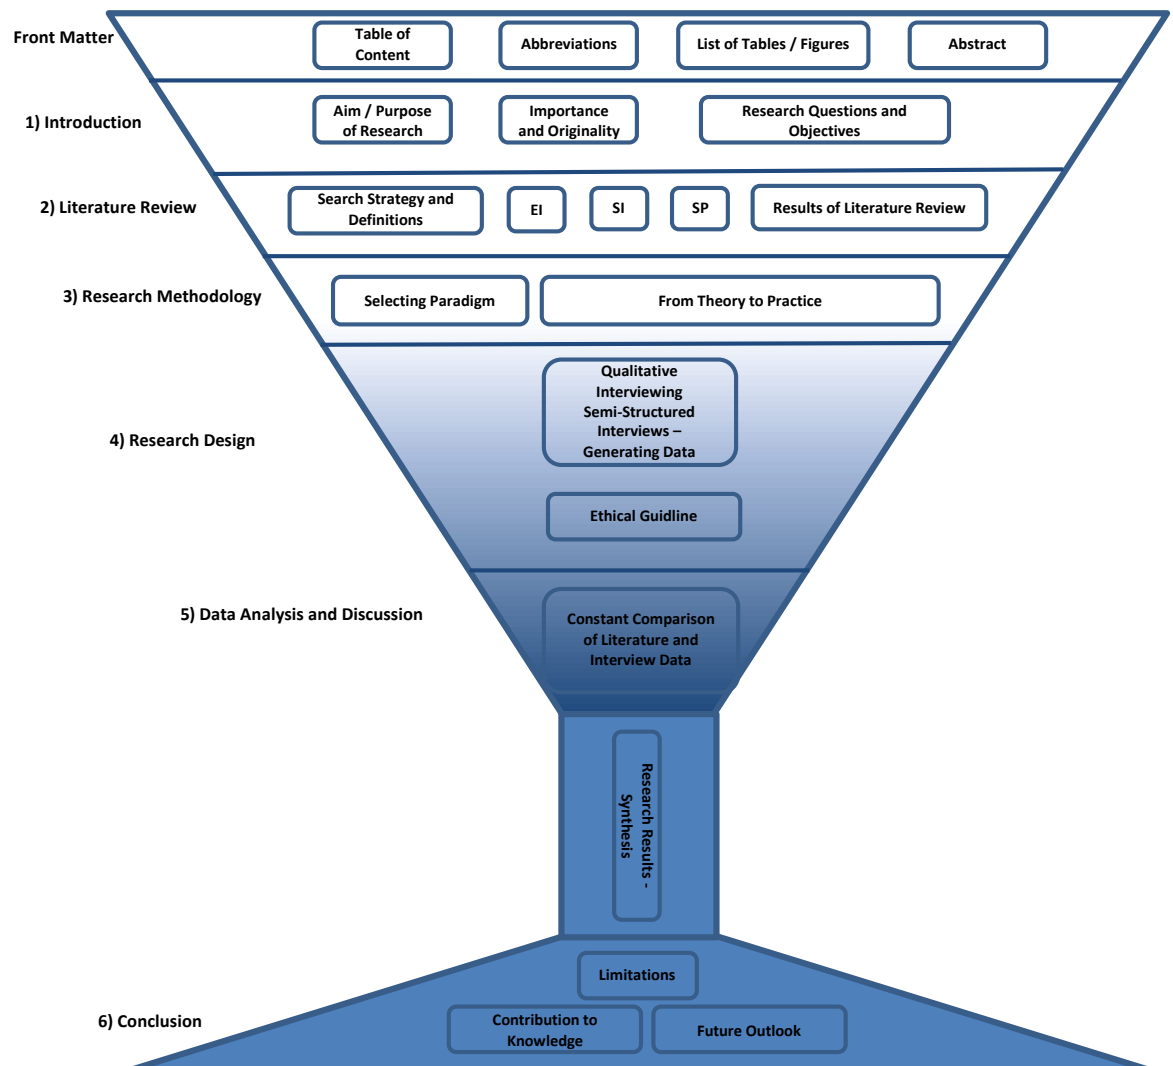 Front Matter
Table of
Content
Abbreviations
List of Tables / Figures
Abstract
1) Introduction
Aim / Purpose
of Research
Importance
and Originality
Research Questions and
Objectives
2) Literature Review
Search Strategy and
Definitions
EI
SI
SP
Results of Literature Review
3) Research Methodology
Selecting Paradigm
From Theory to Practice
4) Research Design
Qualitative
Interviewing
Semi-Structured
Interviews –
Generating Data
Ethical Guidline
5) Data Analysis and Discussion
Constant Comparison
of Literature and
Interview Data
Research Results -
Synthesis
6) Conclusion
Limitations
Contribution to
Knowledge
Future Outlook